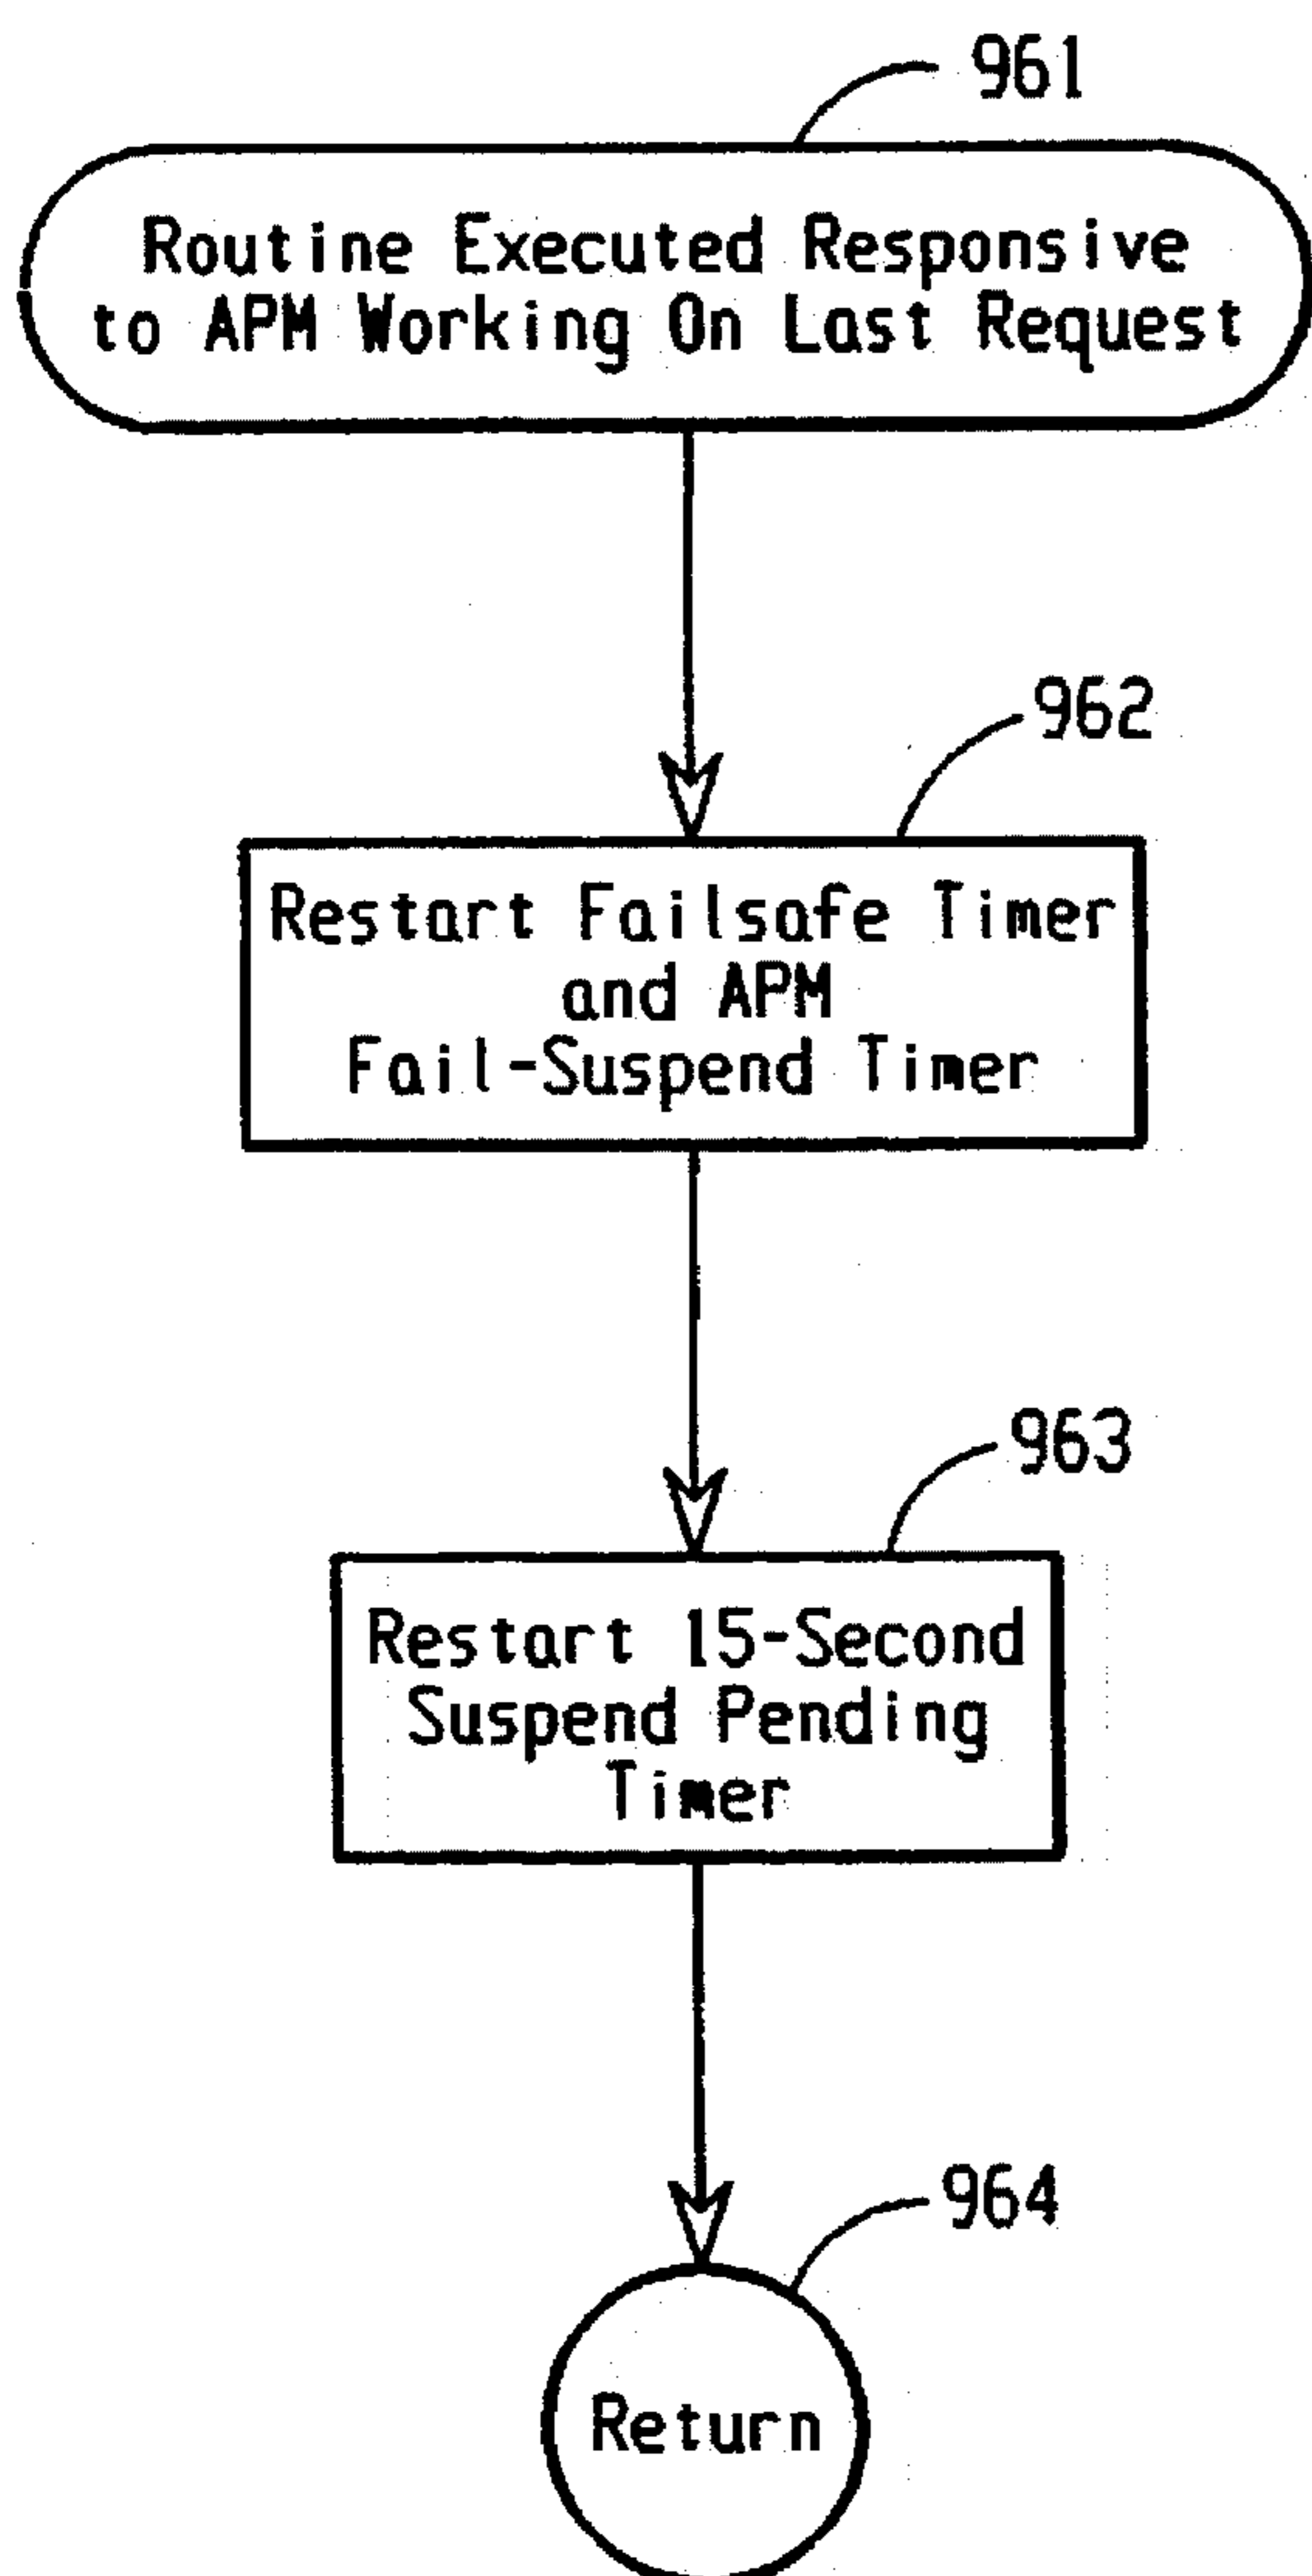 961
Routine Executed Responsive
to APM Working On Last Request
962
Restart Failsafe Timer
and APM
Fail-Suspend Timer
963
Restart 15-Second
Suspend Pending
Timer
964
Return